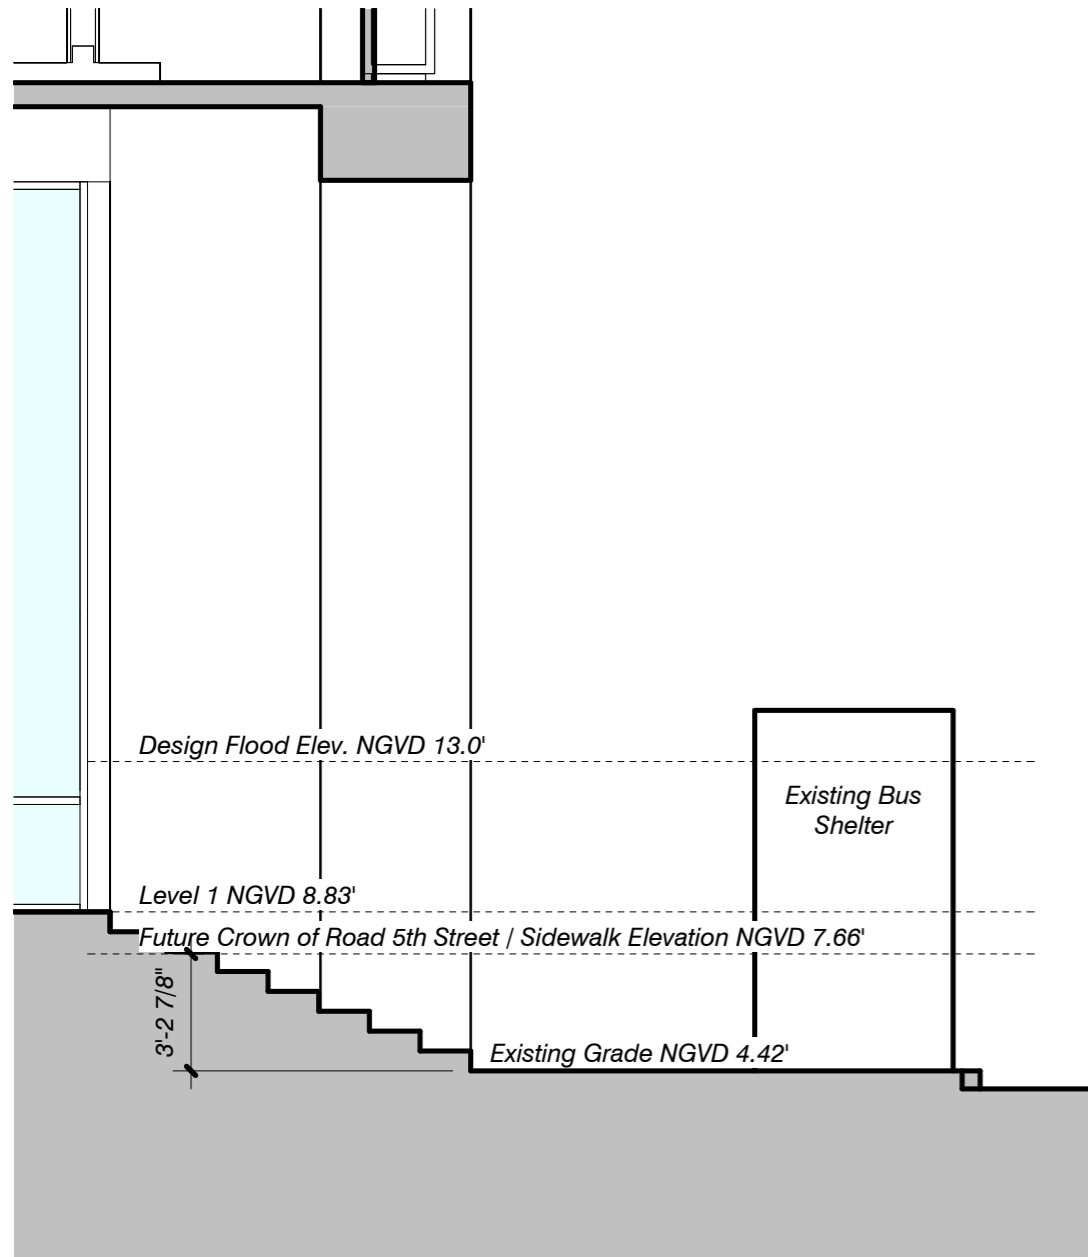 Design Flood Elev. NGVD 13.0'
Existing Bus
Shelter
Level 1 NGVD 8.83'
Future Crown of Road 5th Street / Sidewalk Elevation NGVD 7.66'
3'-2 7/8"
Existing Grade NGVD 4.42'